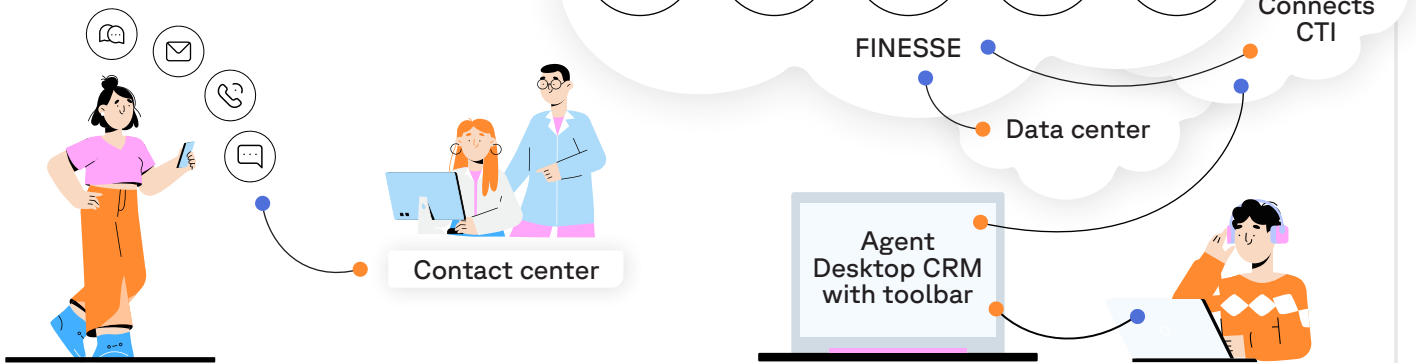 Connects
CTI
FINESSE
Data center
Agent
Desktop CRM
with toolbar
Contact center